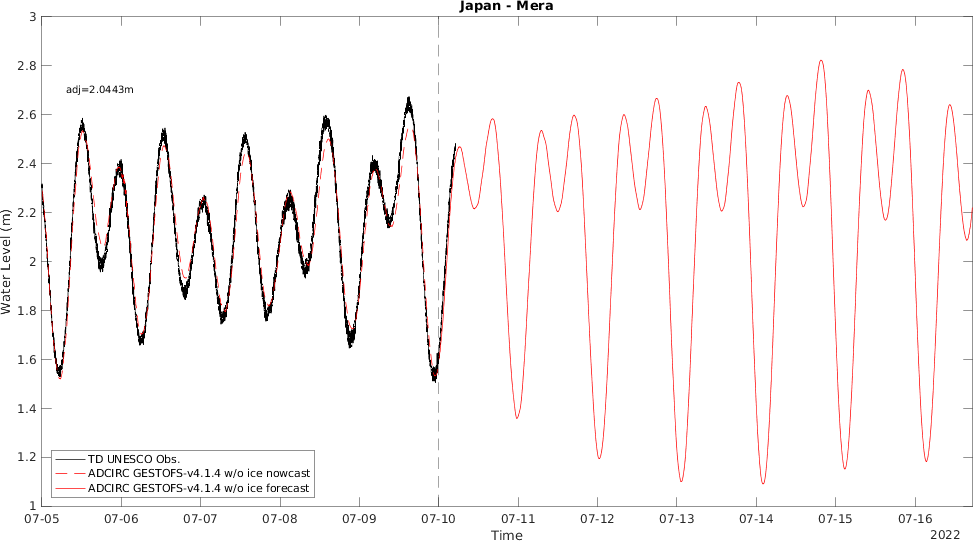 Japan - Mera
3
2.8
adj=2.0443m
2.6
2.4
2.2
Water Level (m)
2
1.8
1.6
1.4
TD UNESCO Obs.
1.2
ADCIRC GESTOFS-v4.1.4 w/o ice nowcast
ADCIRC GESTOFS-v4.1.4 w/o ice forecast
1
07-05 07-06 07-07 07-08 07-09 07-10 07-11 07-12 07-13 07-14 07-15 07-16
Time
2022